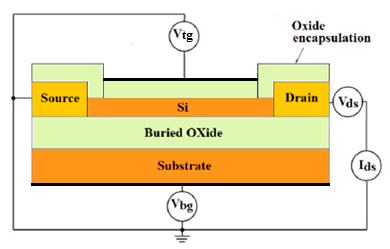 Oxide
encapsulation
Vtg
Source
Drain
Si
Vds
Buried OXide
Substrate
Ids
Vbg